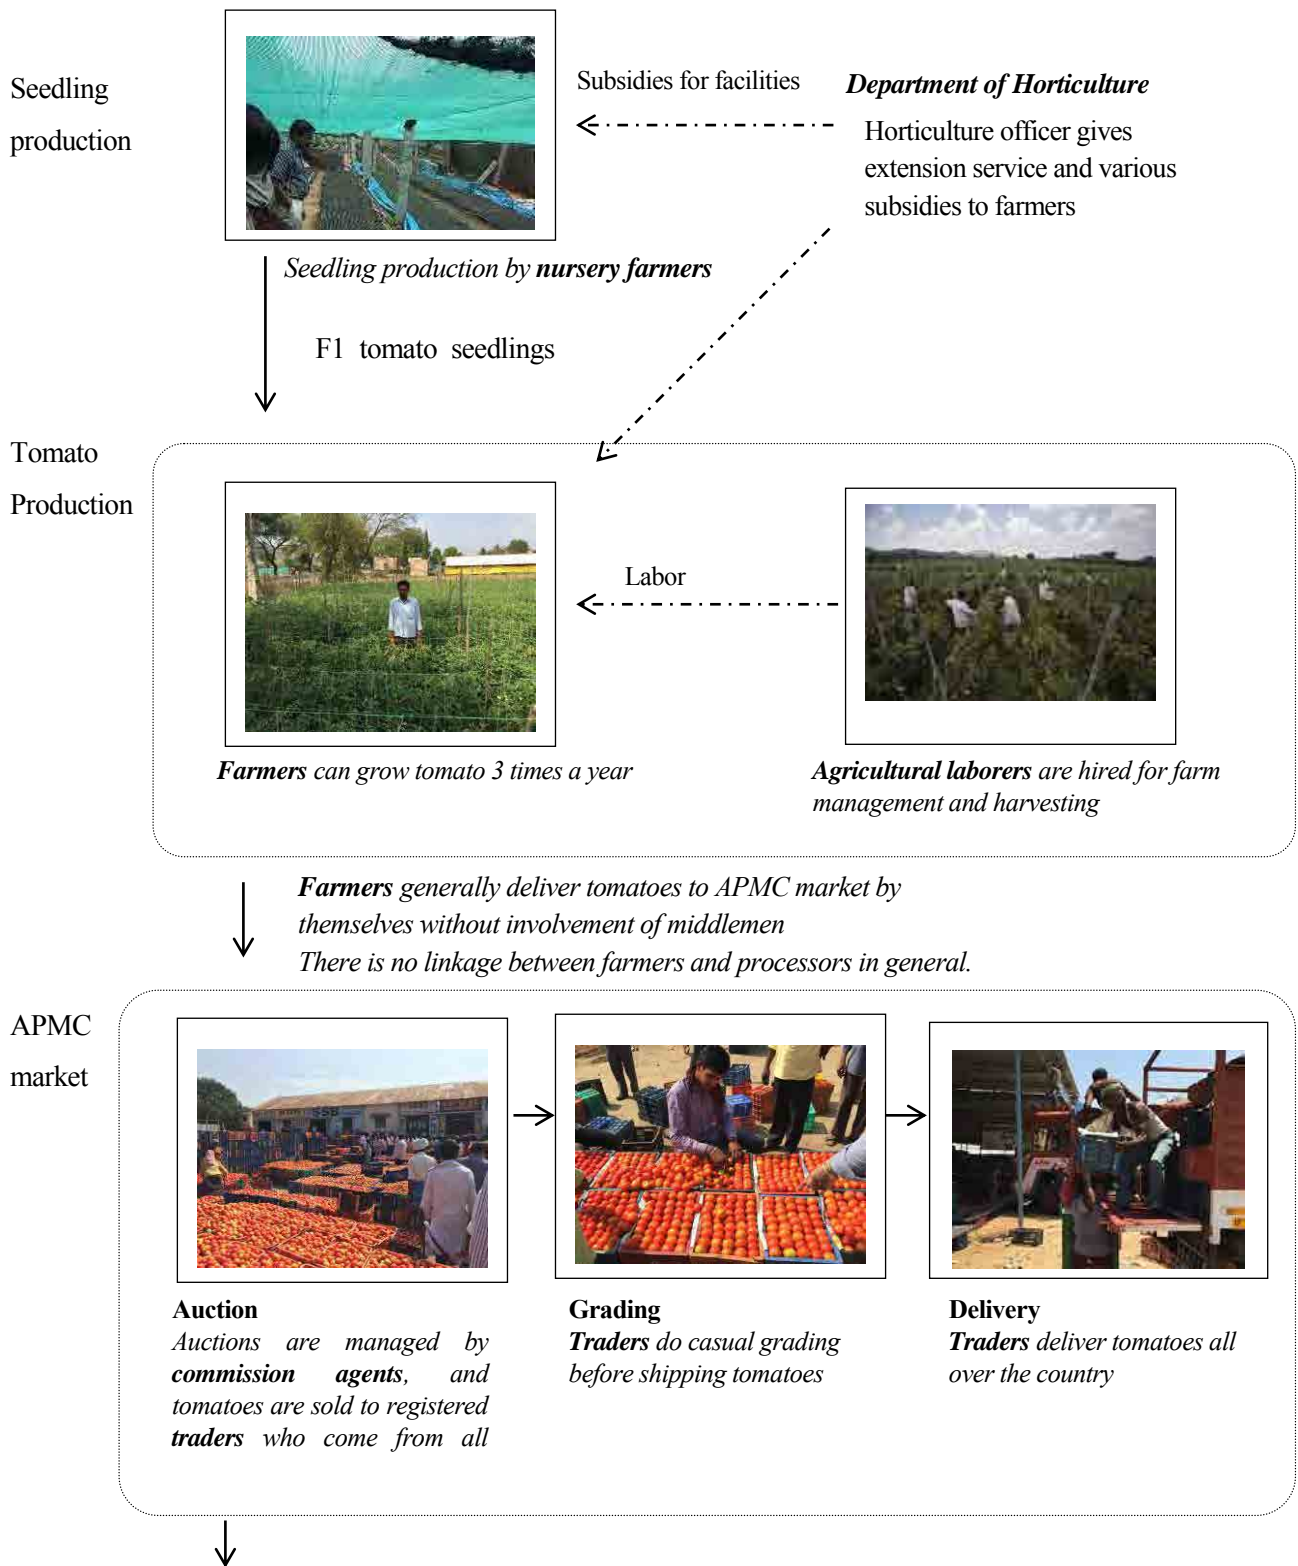 Seedling
production
Subsidies for facilities
Department of Horticulture
Horticulture officer gives
extension service and various
subsidies to farmers
Seedling production by nursery farmers
F1 tomato seedlings
Tomato
Production
Labor
Farmers can grow tomato 3 times a year
Agricultural laborers are hired for farm
management and harvesting
Farmers generally deliver tomatoes to APMC market by
themselves without involvement of middlemen
There is no linkage between farmers and processors in general.
APMC
market
SSB
Auction
Auctions are managed by
commission agents, and
tomatoes are sold to registered
traders who come from all
Grading
Traders do casual grading
before shipping tomatoes
Delivery
Traders deliver tomatoes all
over the country